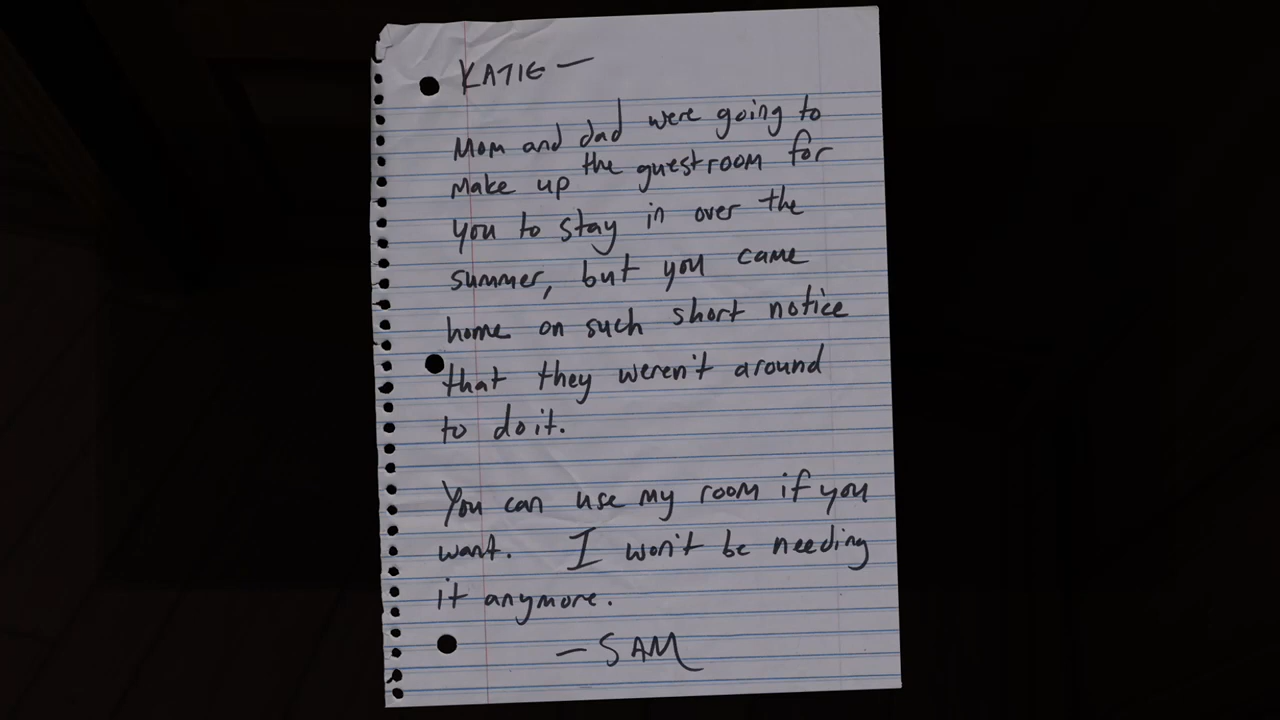 KATIE —
Mom and dad were going to
make up the guestroom for
you to stay in over the
summer, but you came
home on such short notice
that they weren't around
to do it.
You can use my room if you
want. I won't be needing
it anymore.
— SAM